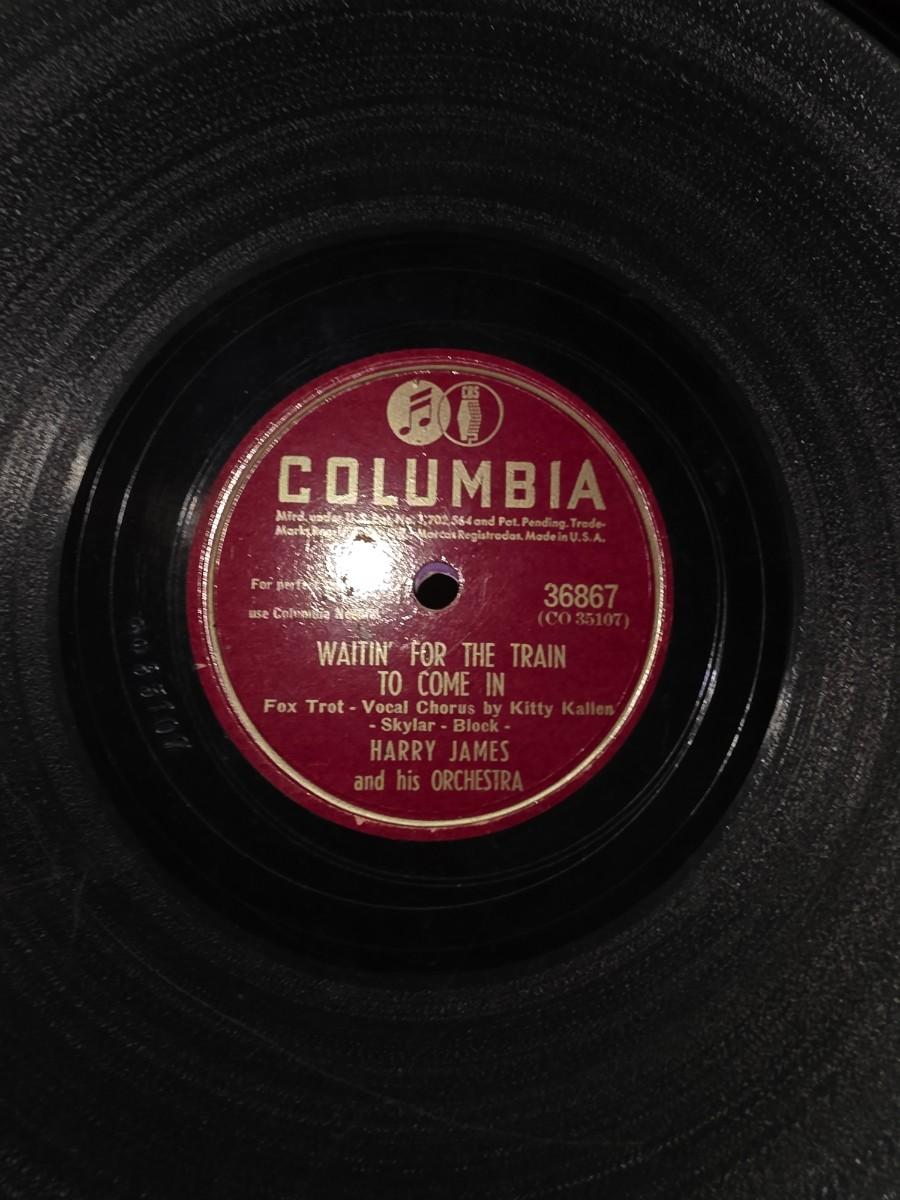 CBS
COLUMBIA
Mfrd. under U.S. Pat. No. 1,702,564 and Pat. Pending. Trade-
Marks Marcas Registradas. Made in U.S.A.
For
36867
use Columbia
(CO 35107)
WAITIN' FOR THE TRAIN
TO COME IN
Fox Trot - Vocal Chorus by Kitty Kallen
- Skylar - Block -
HARRY JAMES
and his ORCHESTRA